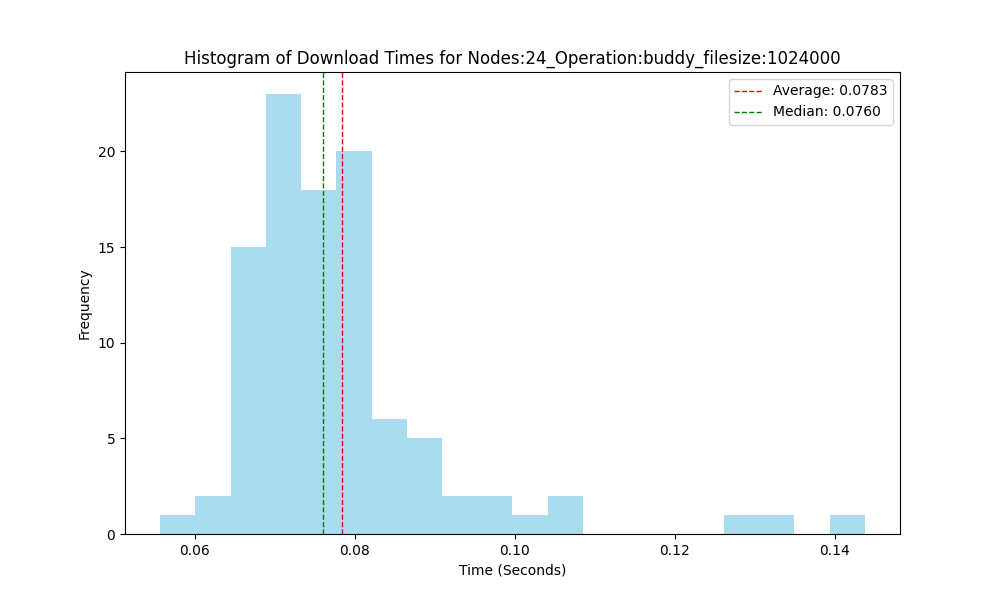 Histogram of Download Times for Nodes:24_Operation:buddy_filesize:1024000
Average: 0.0783
Median: 0.0760
Frequency
20
15
10
5
0
0.06 0.08 0.10 0.12 0.14
Time (Seconds)